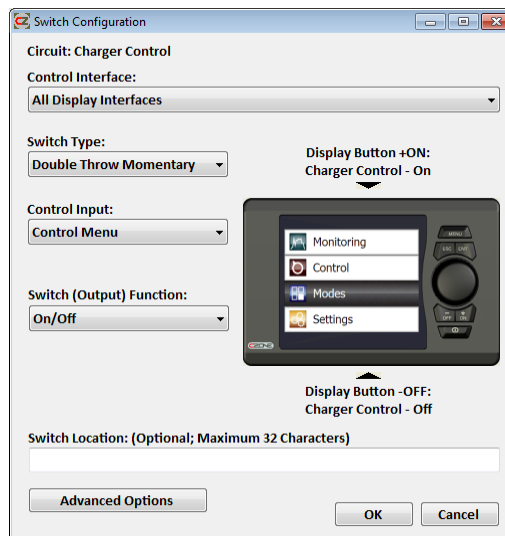 CZ Switch Configuration
Circuit: Charger Control
Control Interface:
All Display Interfaces
Switch Type:
Double Throw Momentary
Display Button +ON:
Charger Control - On
Control Input:
Control Menu
Monitoring
Control
Modes
Settings
MENU
ESC
+
ON
-
OFF
CZONE
Switch (Output) Function:
On/Off
Display Button -OFF:
Charger Control - Off
Switch Location: (Optional; Maximum 32 Characters)
Advanced Options
OK
Cancel